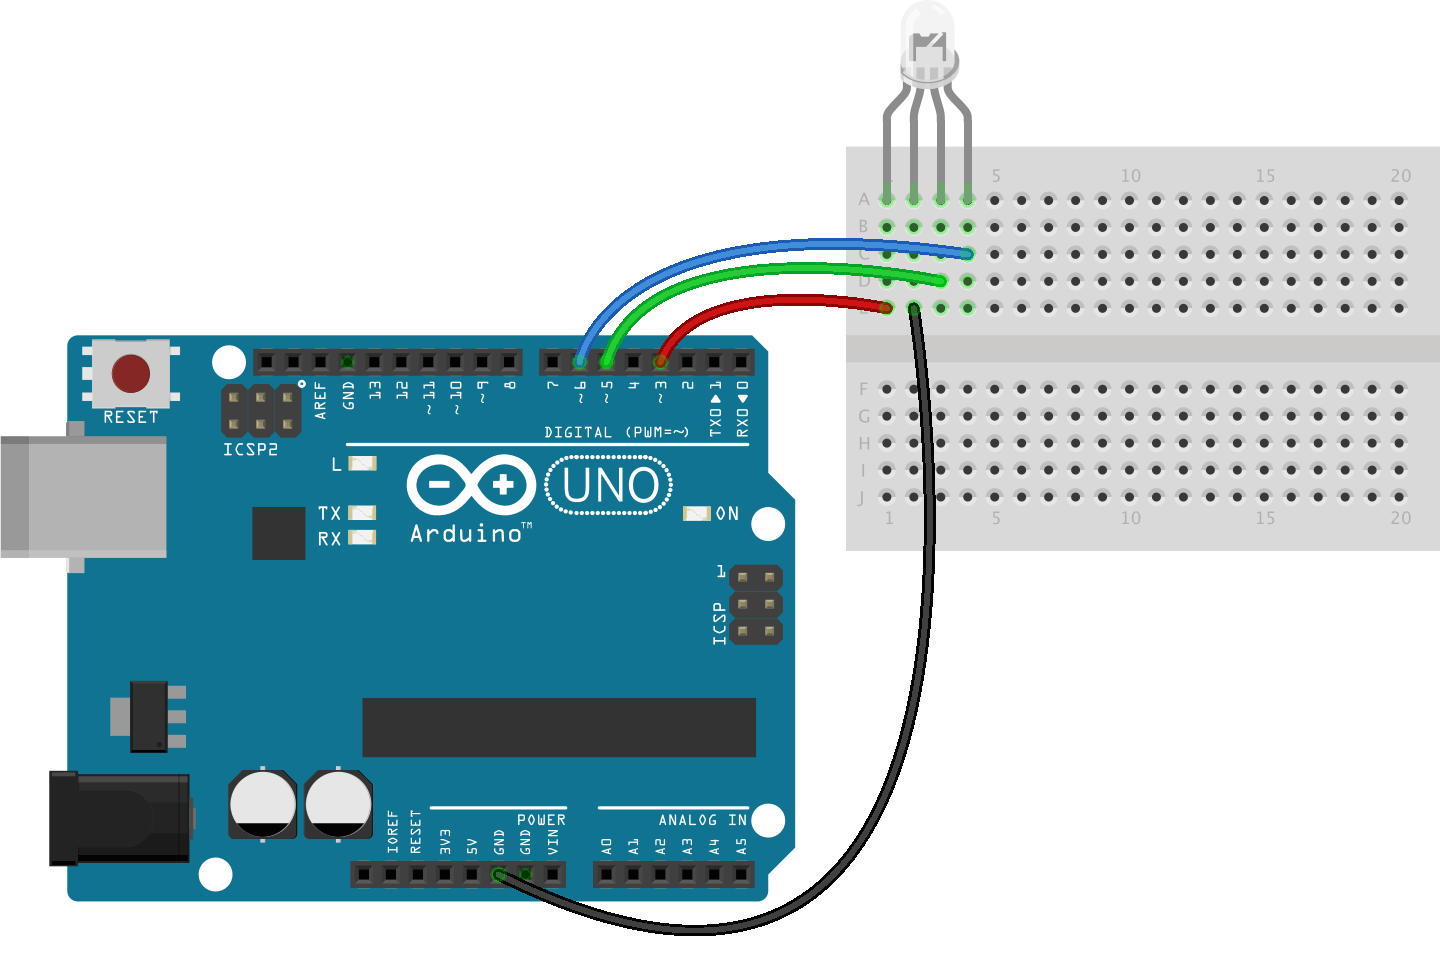 5 10 15 20
A
B
C
D
F
G
H
I
J
1 5 10 15 20
RESET
AREF
GND
13
12
~11
~10
~9
8
7
~6
~5
4
~3
2
TX0▶1
RX0◀0
ICSP2
DIGITAL (PWM=~)
L
TX
RX
UNO
Arduino™
ON
1
ICSP
POWER
ANALOG IN
IOREF
RESET
3V3
5V
GND
GND
VIN
A0
A1
A2
A3
A4
A5